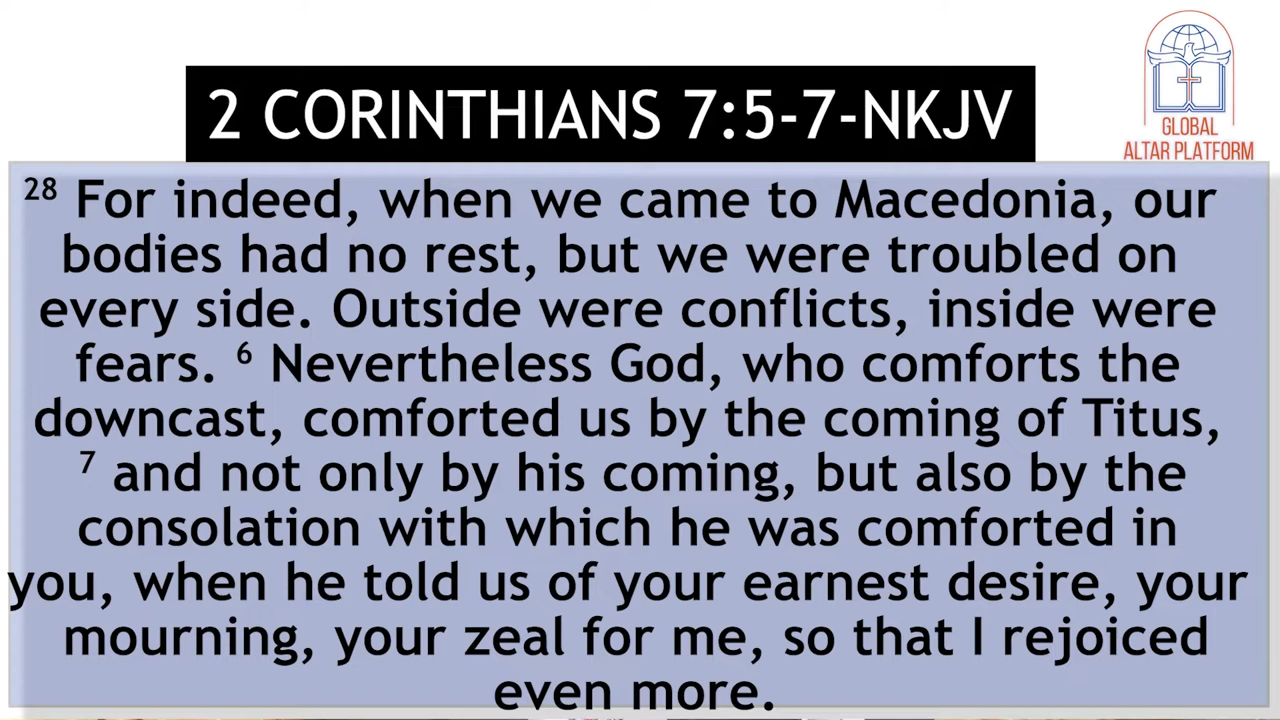 2 CORINTHIANS 7:5-7-NKJV
GLOBAL
ALTAR PLATFORM
28 For indeed, when we came to Macedonia, our
bodies had no rest, but we were troubled on
every side. Outside were conflicts, inside were
fears. 6 Nevertheless God, who comforts the
downcast, comforted us by the coming of Titus,
7 and not only by his coming, but also by the
consolation with which he was comforted in
you, when he told us of your earnest desire, your
mourning, your zeal for me, so that I rejoiced
even more.